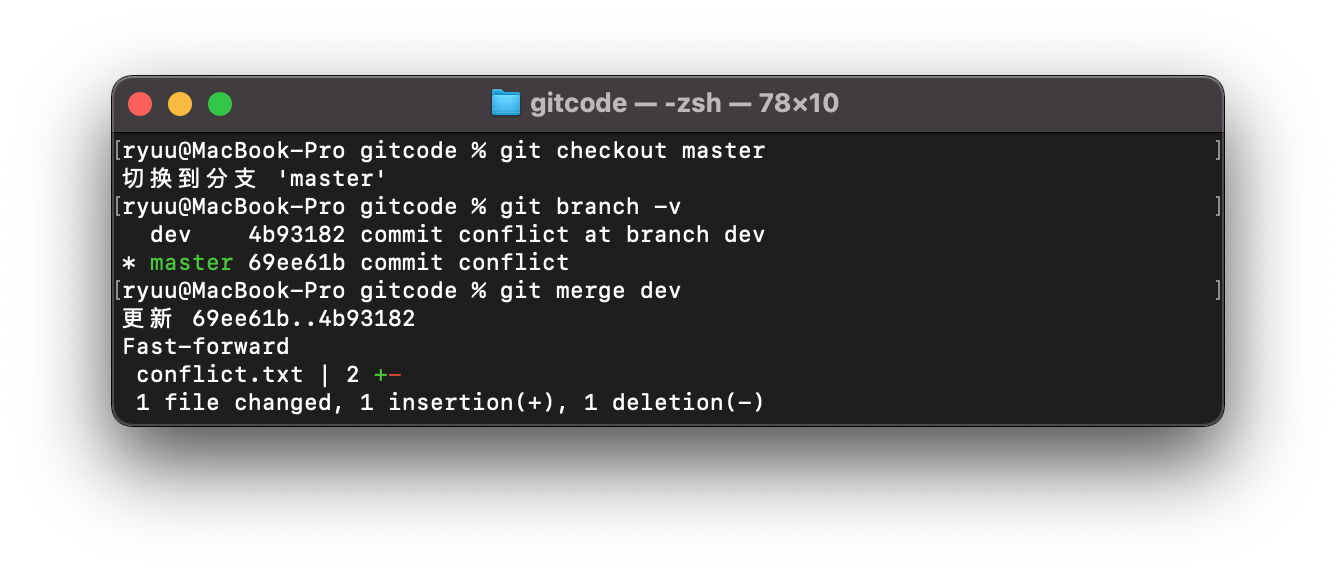 gitcode — -zsh — 78×10
[ryuu@MacBook-Pro gitcode % git checkout master ]
切换到分支 'master'
[ryuu@MacBook-Pro gitcode % git branch -v ]
  dev    4b93182 commit conflict at branch dev
* master 69ee61b commit conflict
[ryuu@MacBook-Pro gitcode % git merge dev ]
更新 69ee61b..4b93182
Fast-forward
 conflict.txt | 2 +-
 1 file changed, 1 insertion(+), 1 deletion(-)